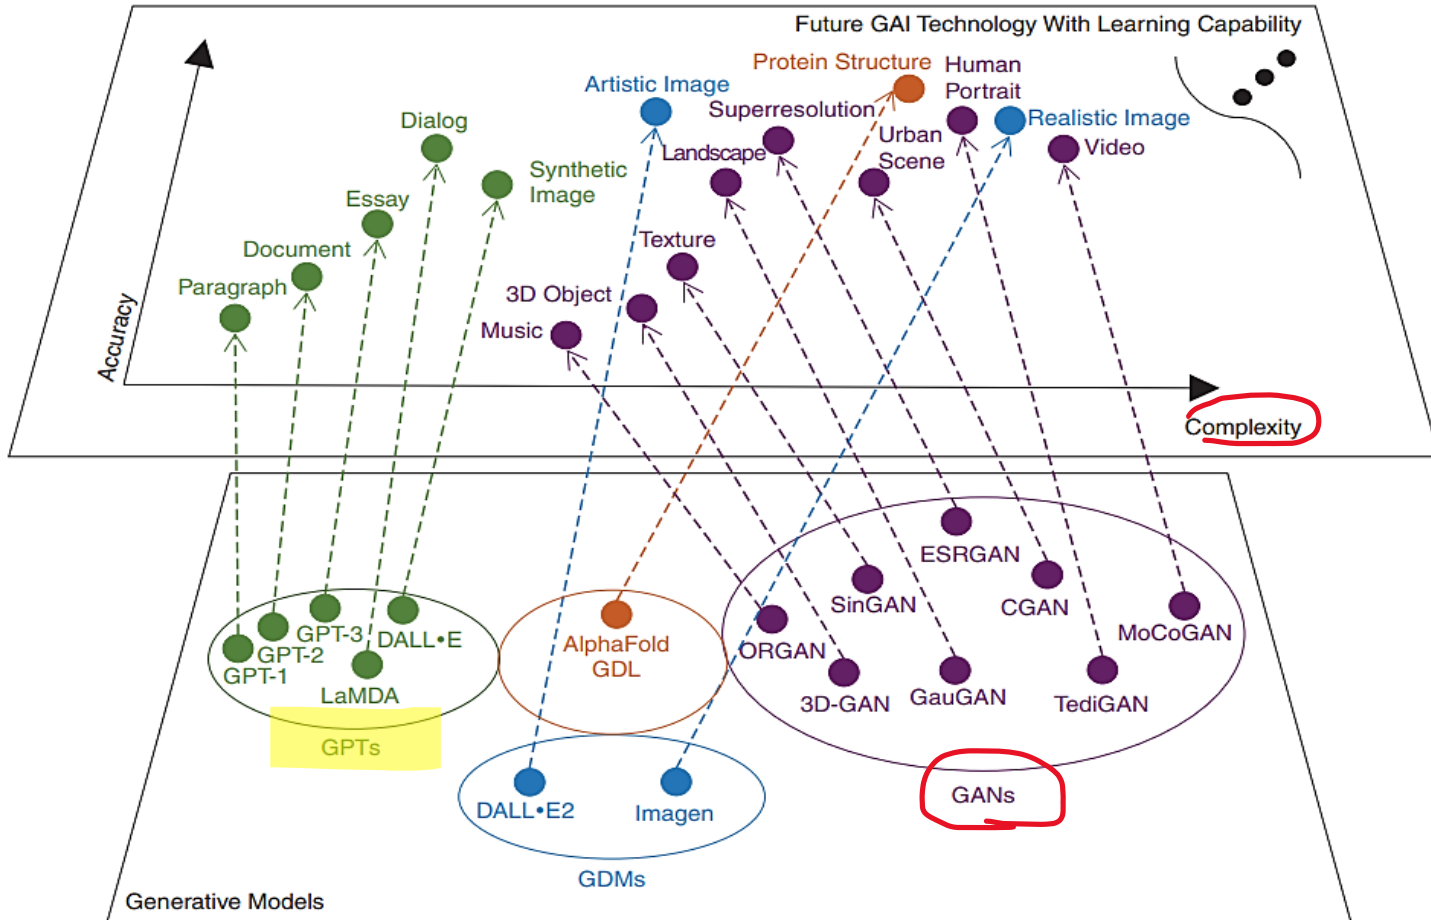 Future GAI Technology With Learning Capability
Protein Structure
Human
Portrait
Artistic Image
Superresolution
Realistic Image
Dialog
Urban
Scene
Video
Landscape
Synthetic
Image
Essay
Texture
Document
Paragraph
3D Object
Music
Accuracy
Complexity
ESRGAN
SinGAN
CGAN
MoCoGAN
GPT-3
DALL•E
AlphaFold
GDL
ORGAN
GPT-2
GPT-1
LaMDA
3D-GAN
GauGAN
TediGAN
GPTs
DALL•E2
Imagen
GANs
GDMs
Generative Models